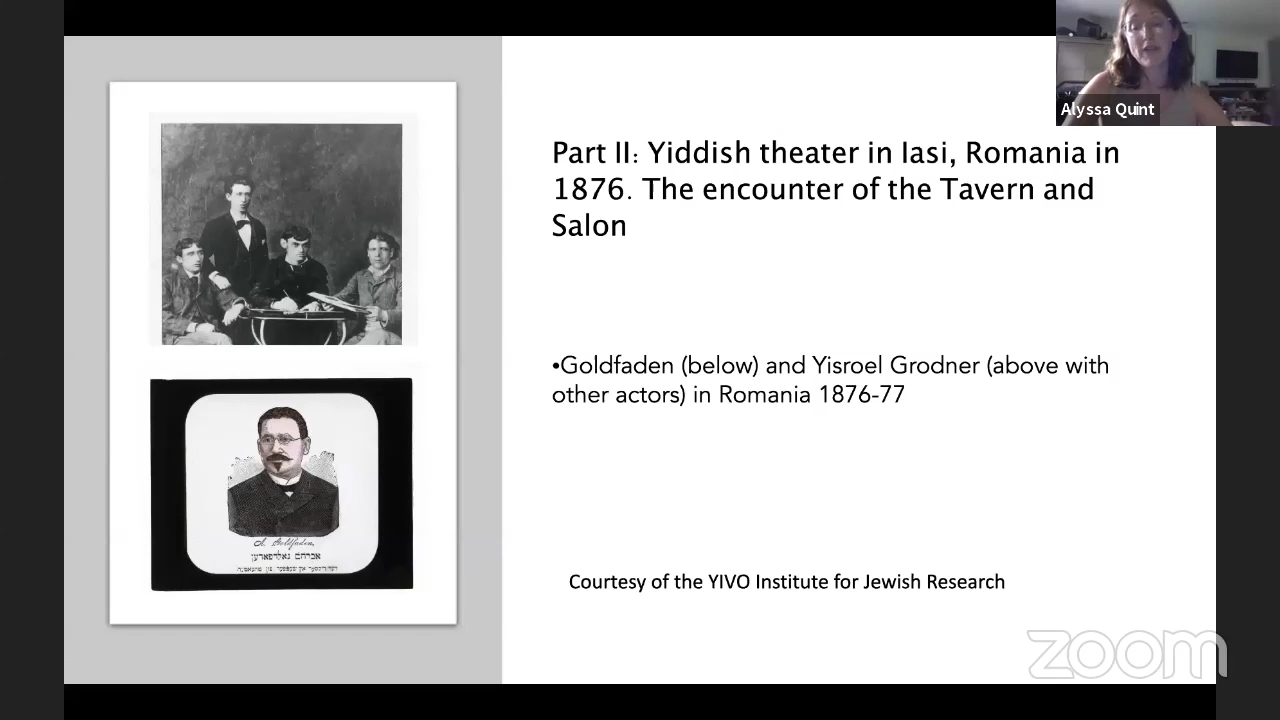 Alyssa Quint
Part II: Yiddish theater in Iasi, Romania in
1876. The encounter of the Tavern and
Salon
•Goldfaden (below) and Yisroel Grodner (above with
other actors) in Romania 1876-77
A. Goldfaden.
אברהם גאלדפאדען
Courtesy of the YIVO Institute for Jewish Research
zoom